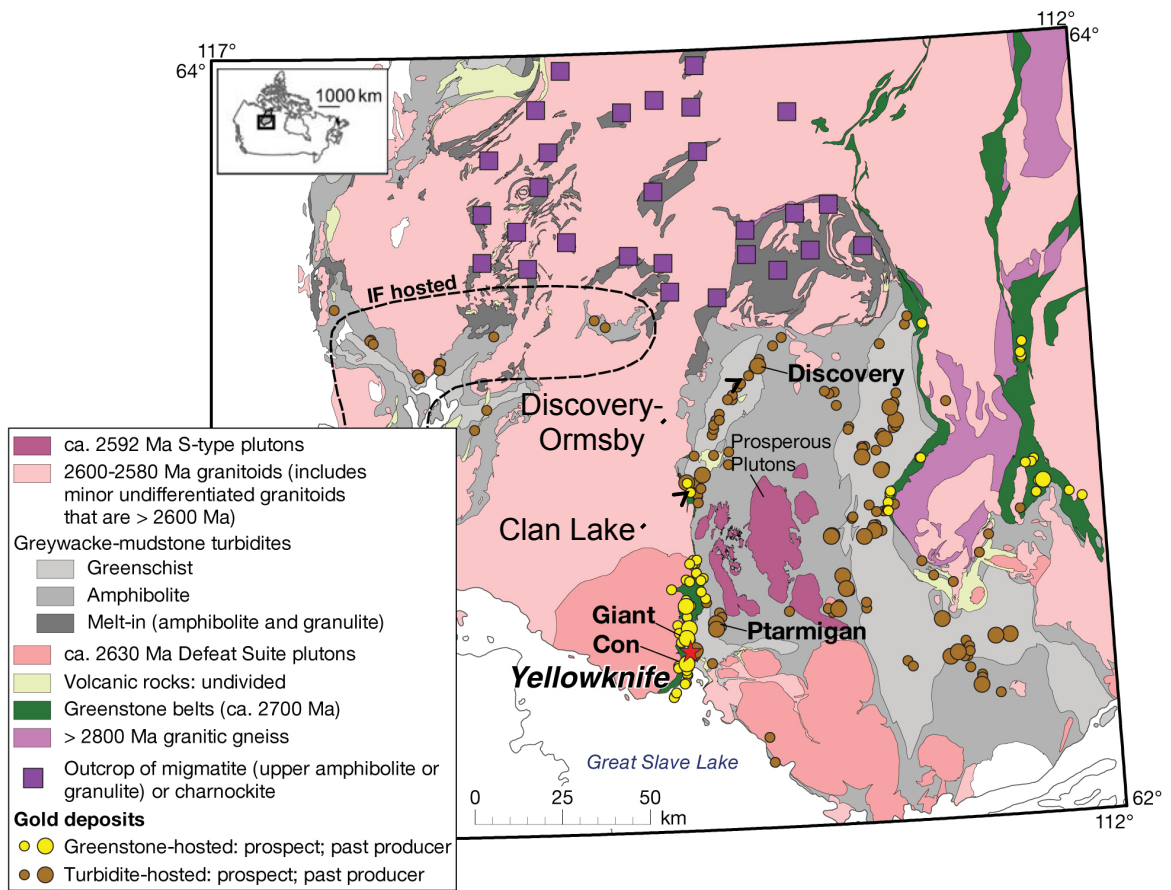 117°
64°
112°
64°
1000 km
IF hosted
Discovery
Discovery-
Ormsby
Prosperous
Plutons
Clan Lake
Giant
Con
Ptarmigan
Yellowknife
Great Slave Lake
0 25 50
km
62°
112°
ca. 2592 Ma S-type plutons
2600-2580 Ma granitoids (includes
minor undifferentiated granitoids
that are > 2600 Ma)
Greywacke-mudstone turbidites
Greenschist
Amphibolite
Melt-in (amphibolite and granulite)
ca. 2630 Ma Defeat Suite plutons
Volcanic rocks: undivided
Greenstone belts (ca. 2700 Ma)
> 2800 Ma granitic gneiss
Outcrop of migmatite (upper amphibolite or
granulite) or charnockite
Gold deposits
Greenstone-hosted: prospect; past producer
Turbidite-hosted: prospect; past producer